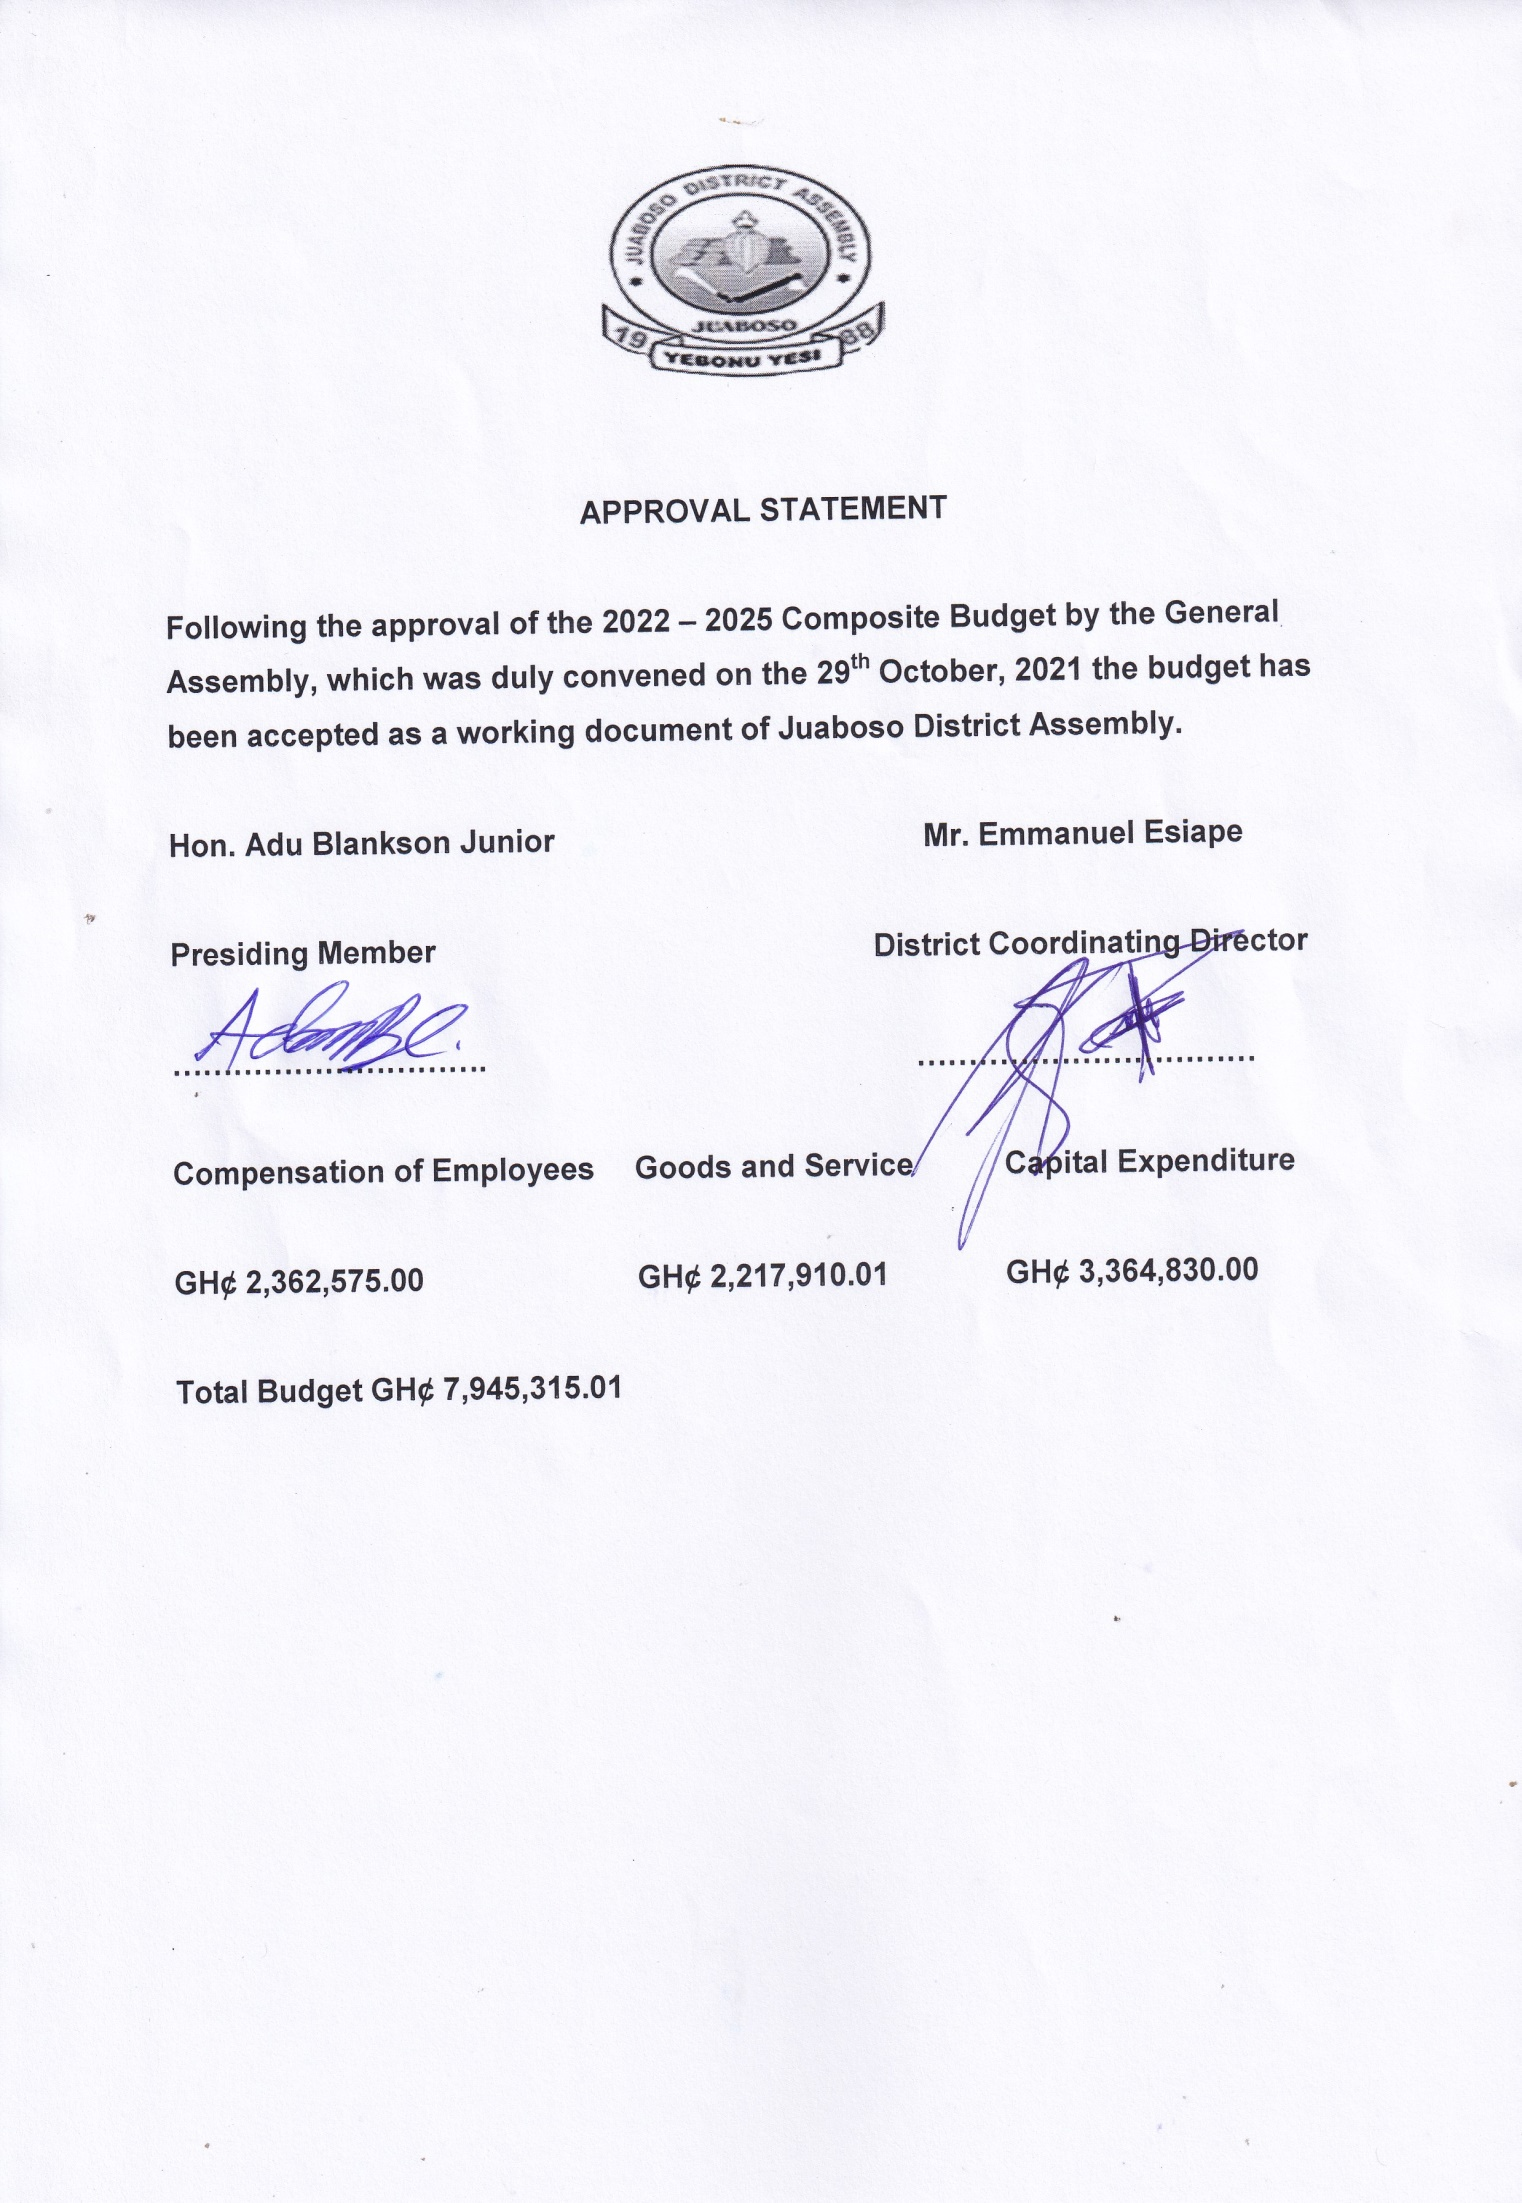 JUABOSO DISTRICT ASSEMBLY
JUABOSO
19 88
YEBONU YESI
APPROVAL STATEMENT
Following the approval of the 2022 – 2025 Composite Budget by the General
Assembly, which was duly convened on the 29th October, 2021 the budget has
been accepted as a working document of Juaboso District Assembly.
Hon. Adu Blankson Junior Mr. Emmanuel Esiape
Presiding Member District Coordinating Director
Compensation of Employees Goods and Service Capital Expenditure
GH₵ 2,362,575.00 GH₵ 2,217,910.01 GH₵ 3,364,830.00
Total Budget GH₵ 7,945,315.01